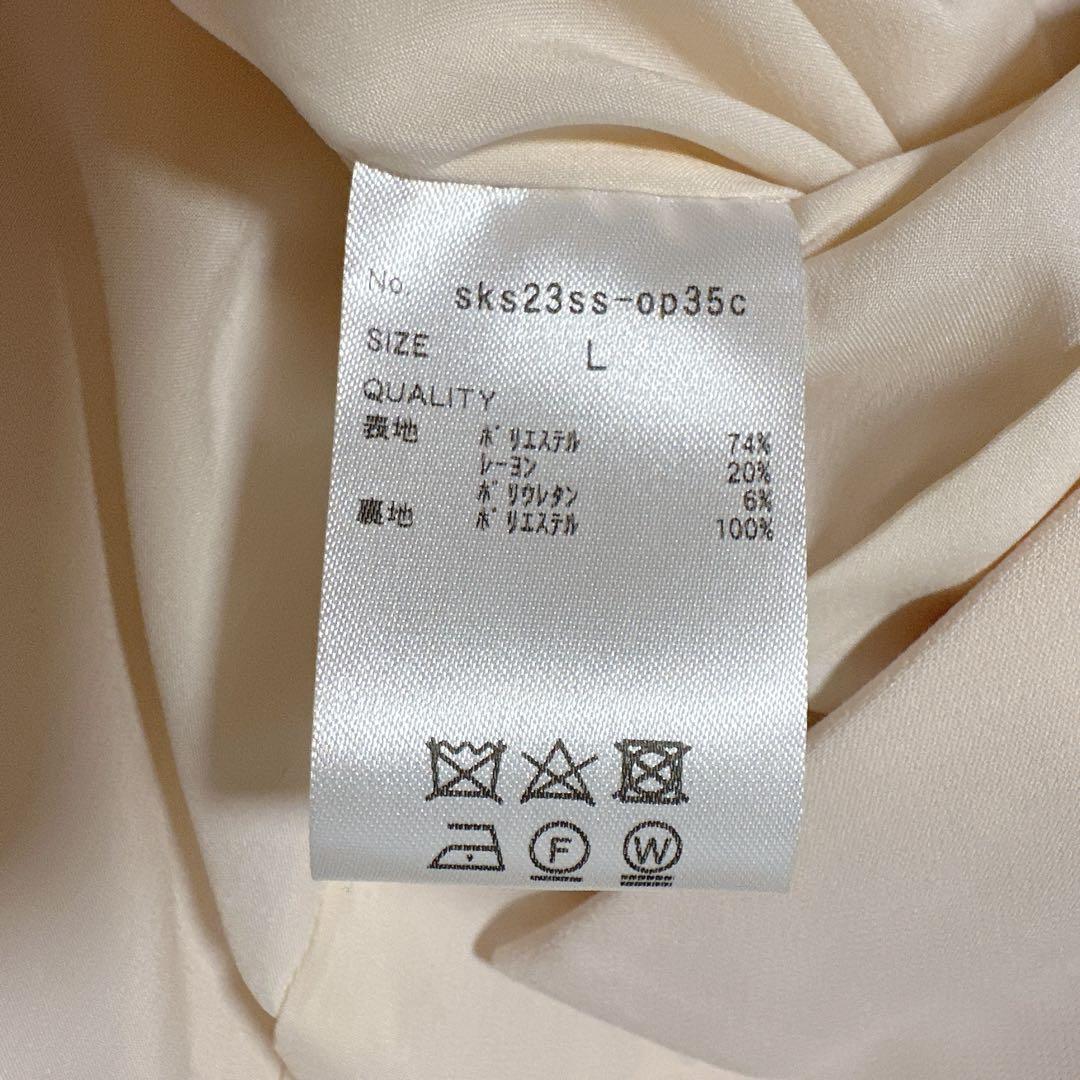 No. sks23ss-op35c
SIZE L
QUALITY
表地 ﾎﾟﾘｴｽﾃﾙ 74%
ﾚｰﾖﾝ 20%
ﾎﾟﾘｳﾚﾀﾝ 6%
裏地 ﾎﾟﾘｴｽﾃﾙ 100%
F W